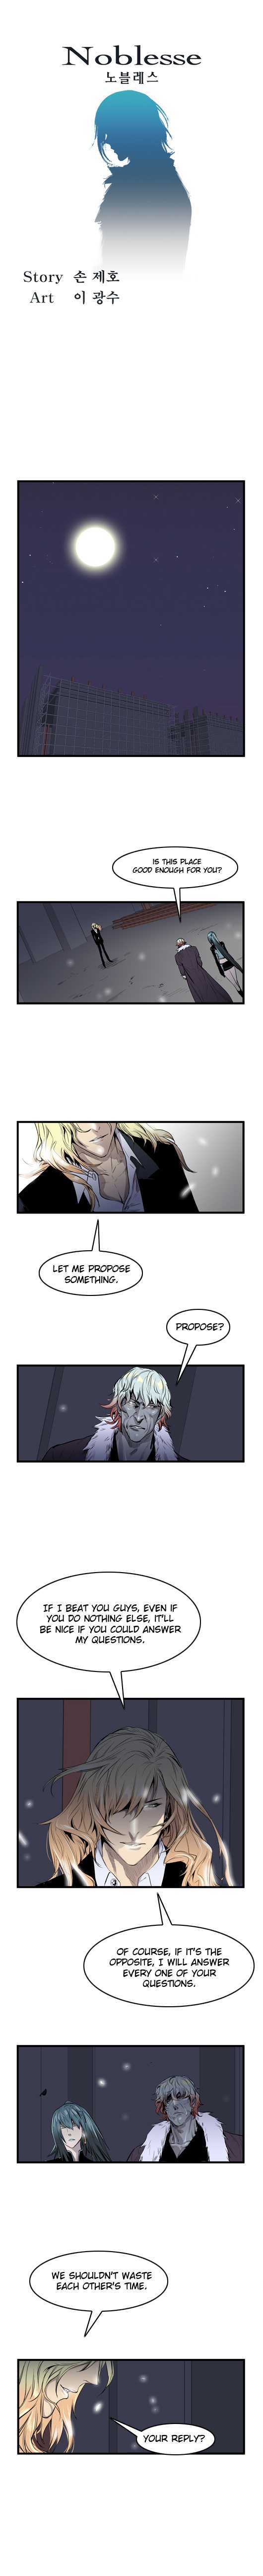 Noblesse
노블레스
Story 손 제호
Art 이 광수
IS THIS PLACE
GOOD ENOUGH FOR YOU?
LET ME PROPOSE
SOMETHING.
PROPOSE?
IF I BEAT YOU GUYS, EVEN IF
YOU DO NOTHING ELSE, IT'LL
BE NICE IF YOU COULD ANSWER
MY QUESTIONS.
OF COURSE, IF IT'S THE
OPPOSITE, I WILL ANSWER
EVERY ONE OF YOUR
QUESTIONS.
WE SHOULDN'T WASTE
EACH OTHER'S TIME.
YOUR REPLY?